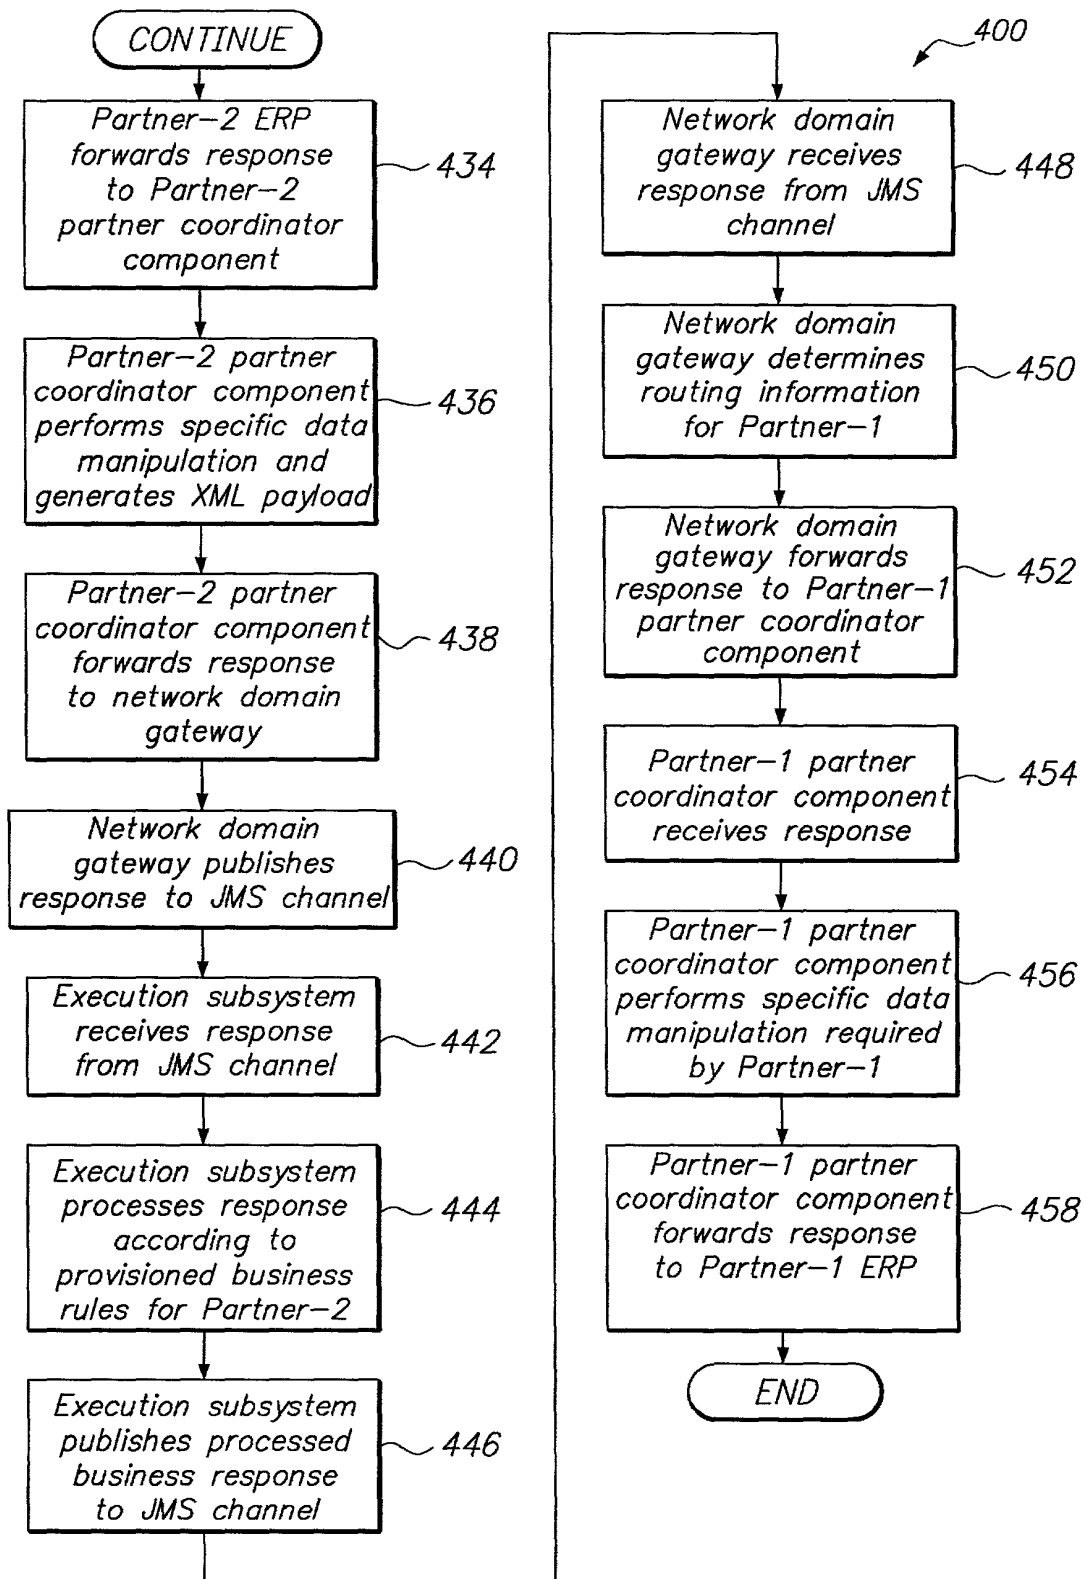 CONTINUE
Partner-2 ERP
forwards response
to Partner-2
partner coordinator
component
434
Partner-2 partner
coordinator component
performs specific data
manipulation and
generates XML payload
436
Partner-2 partner
coordinator component
forwards response
to network domain
gateway
438
Network domain
gateway publishes
response to JMS channel
440
Execution subsystem
receives response
from JMS channel
442
Execution subsystem
processes response
according to
provisioned business
rules for Partner-2
444
Execution subsystem
publishes processed
business response
to JMS channel
446
400
Network domain
gateway receives
response from JMS
channel
448
Network domain
gateway determines
routing information
for Partner-1
450
Network domain
gateway forwards
response to Partner-1
partner coordinator
component
452
Partner-1 partner
coordinator component
receives response
454
Partner-1 partner
coordinator component
performs specific data
manipulation required
by Partner-1
456
Partner-1 partner
coordinator component
forwards response
to Partner-1 ERP
458
END